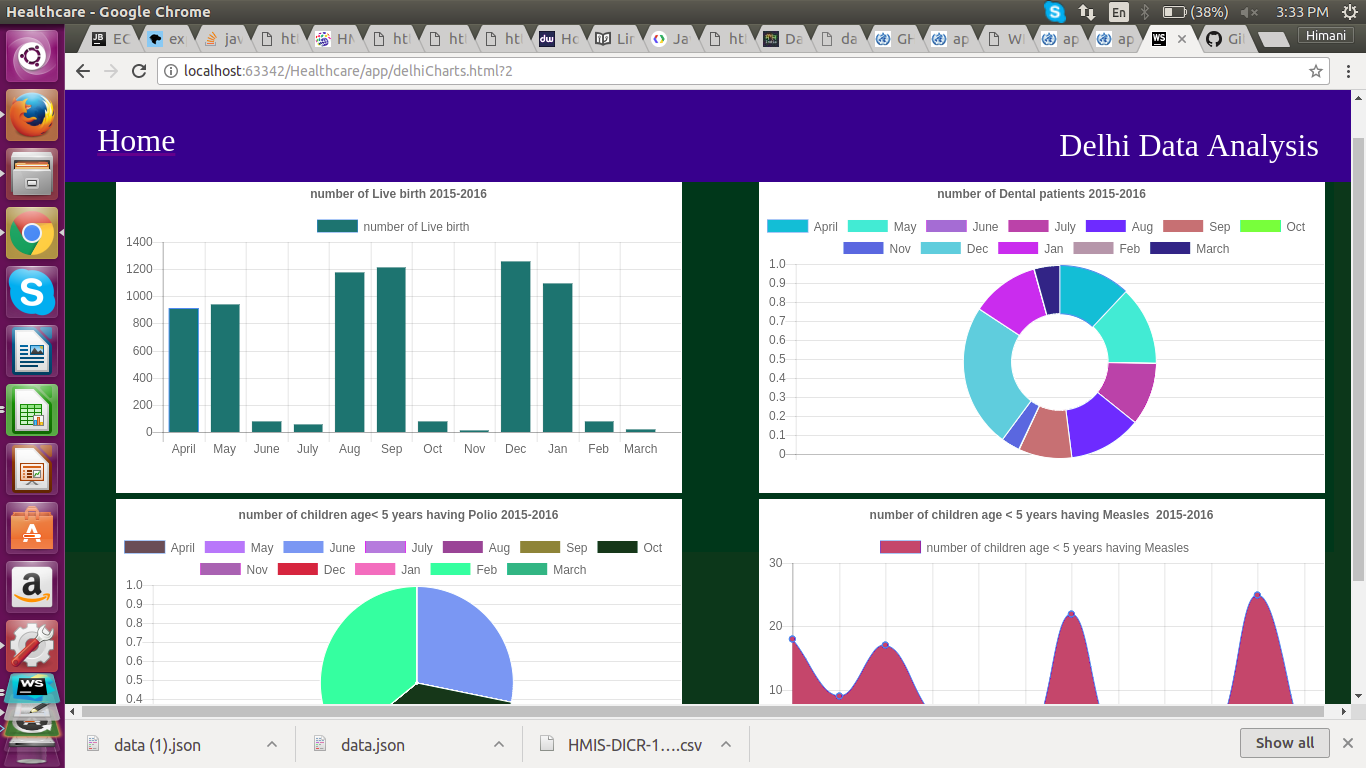 Healthcare - Google Chrome
En
(38%)
3:33 PM
EC
ex
jav
htt
HN
htt
htt
htt
Ho
Lir
Ja
htt
Da
da
GH
ap
WI
ap
ap
Gi
Himani
localhost:63342/Healthcare/app/delhiCharts.html?2
Home
Delhi Data Analysis
number of Live birth 2015-2016
number of Live birth
1400
1200
1000
800
600
400
200
0
April May June July Aug Sep Oct Nov Dec Jan Feb March
number of Dental patients 2015-2016
April May June July Aug Sep Oct
Nov Dec Jan Feb March
1.0
0.9
0.8
0.7
0.6
0.5
0.4
0.3
0.2
0.1
0
number of children age< 5 years having Polio 2015-2016
April May June July Aug Sep Oct
Nov Dec Jan Feb March
1.0
0.9
0.8
0.7
0.6
0.5
0.4
number of children age < 5 years having Measles 2015-2016
number of children age < 5 years having Measles
30
20
10
data (1).json
data.json
HMIS-DICR-1....csv
Show all